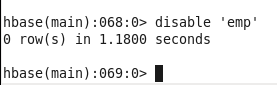 hbase(main):068:0> disable 'emp'
0 row(s) in 1.1800 seconds
hbase(main):069:0>